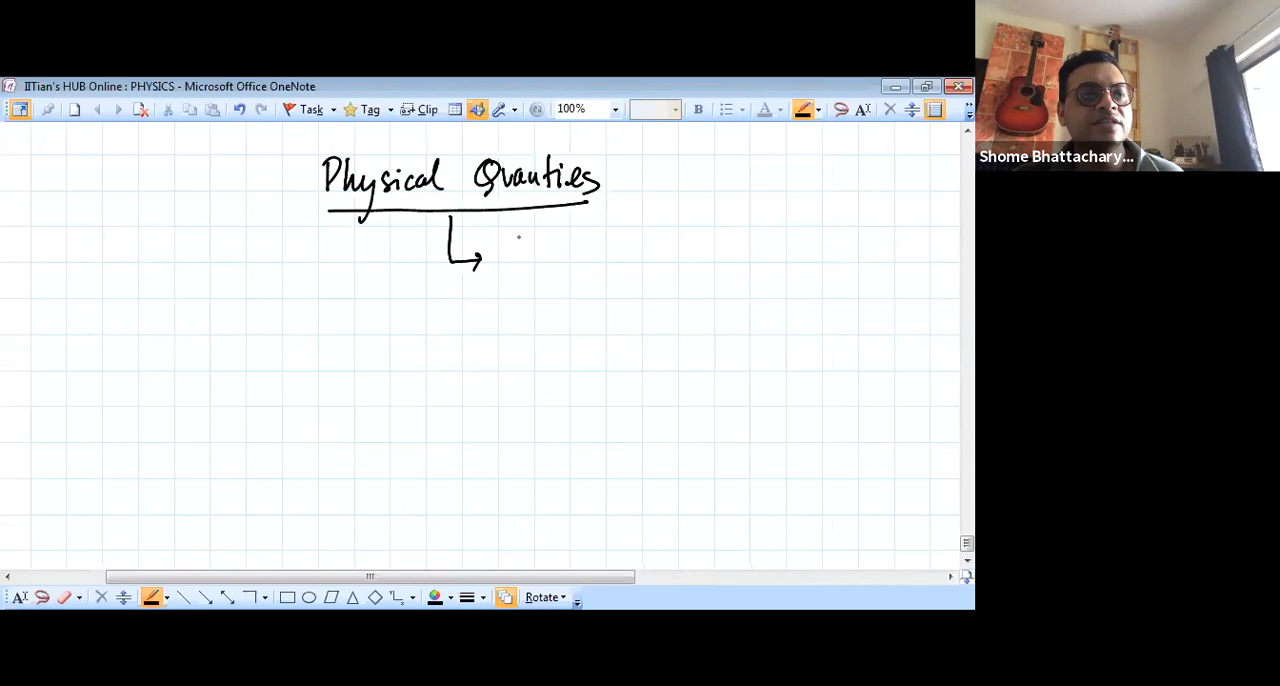 IITian's HUB Online : PHYSICS - Microsoft Office OneNote
Task Tag Clip 100% B A A
Physical Quanties
Shome Bhattachary...
A Rotate